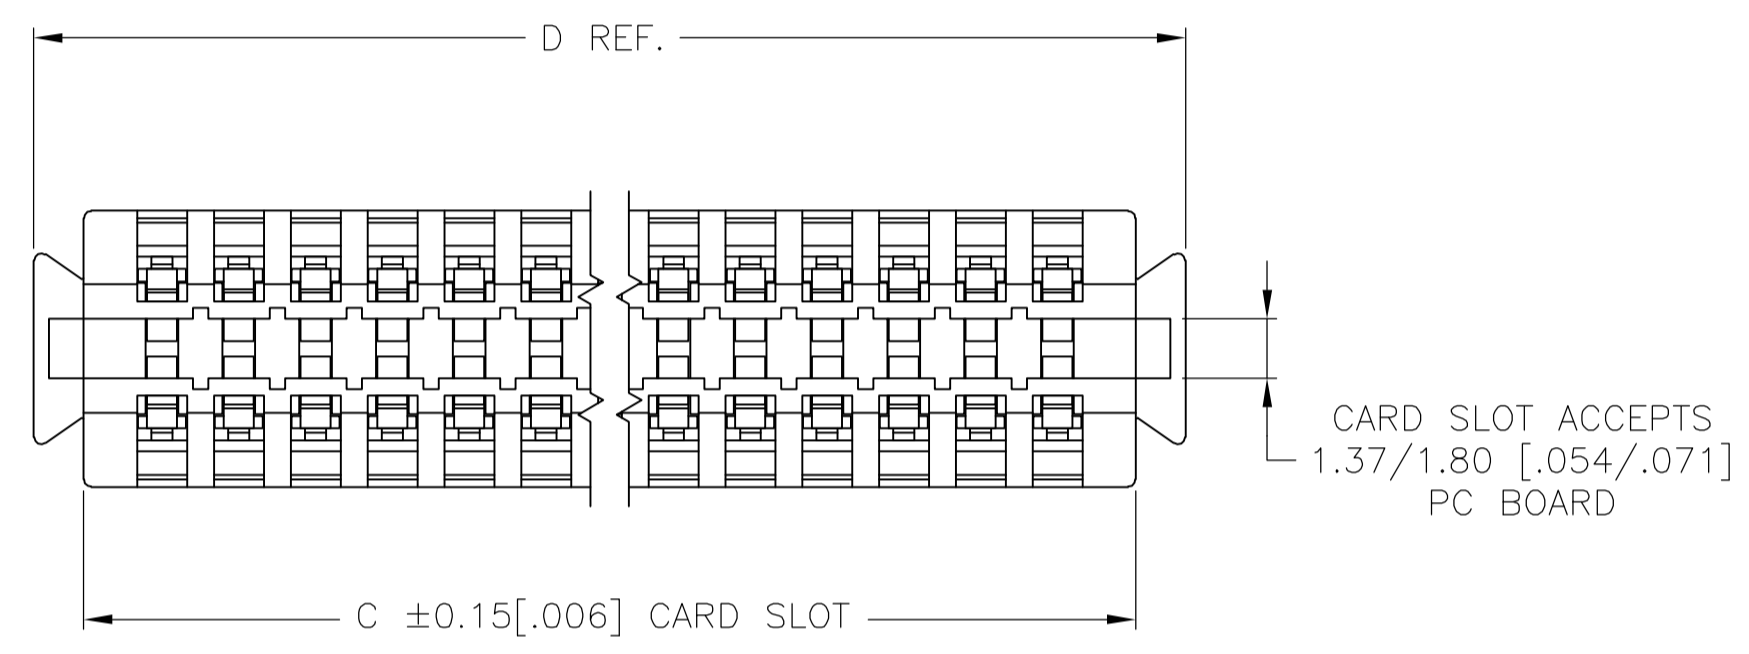 D REF.
CARD SLOT ACCEPTS
1.37/1.80 [.054/.071]
PC BOARD
C ±0.15[.006] CARD SLOT